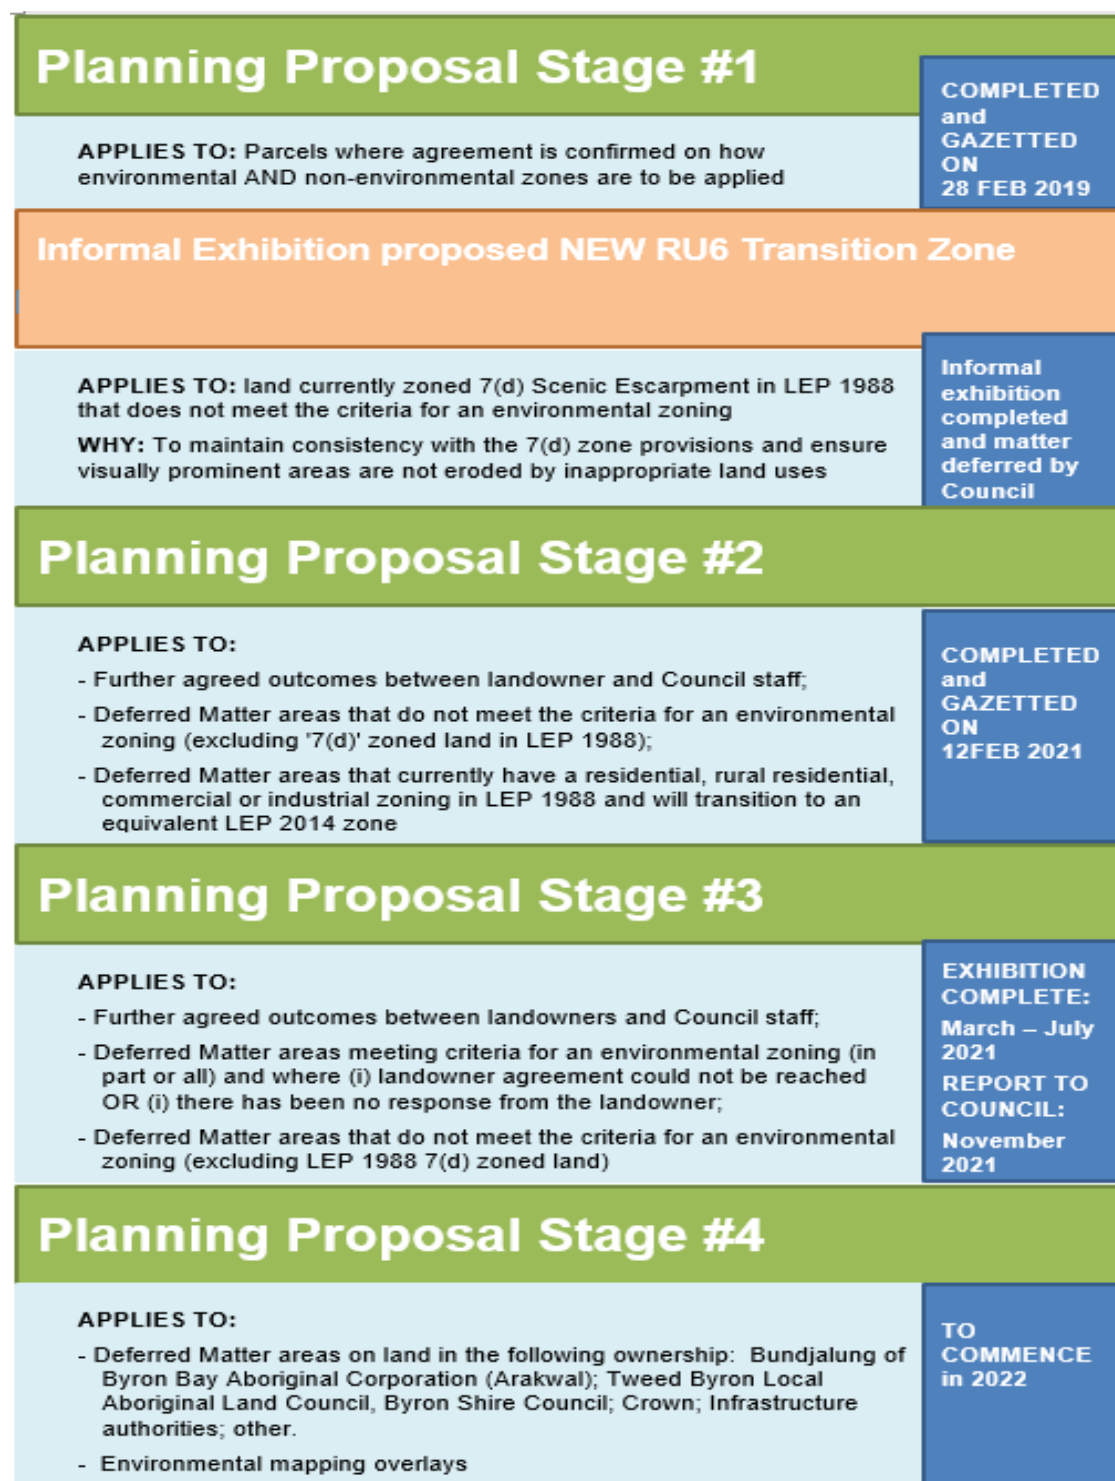 Planning Proposal Stage #1
COMPLETED
and
GAZETTED
ON
28 FEB 2019
APPLIES TO: Parcels where agreement is confirmed on how
environmental AND non-environmental zones are to be applied
Informal Exhibition proposed NEW RU6 Transition Zone
APPLIES TO: land currently zoned 7(d) Scenic Escarpment in LEP 1988
that does not meet the criteria for an environmental zoning
WHY: To maintain consistency with the 7(d) zone provisions and ensure
visually prominent areas are not eroded by inappropriate land uses
Informal
exhibition
completed
and matter
deferred by
Council
Planning Proposal Stage #2
APPLIES TO:
- Further agreed outcomes between landowner and Council staff;
- Deferred Matter areas that do not meet the criteria for an environmental
zoning (excluding '7(d)' zoned land in LEP 1988);
- Deferred Matter areas that currently have a residential, rural residential,
commercial or industrial zoning in LEP 1988 and will transition to an
equivalent LEP 2014 zone
COMPLETED
and
GAZETTED
ON
12FEB 2021
Planning Proposal Stage #3
APPLIES TO:
- Further agreed outcomes between landowners and Council staff;
- Deferred Matter areas meeting criteria for an environmental zoning (in
part or all) and where (i) landowner agreement could not be reached
OR (i) there has been no response from the landowner;
- Deferred Matter areas that do not meet the criteria for an environmental
zoning (excluding LEP 1988 7(d) zoned land)
EXHIBITION
COMPLETE:
March – July
2021
REPORT TO
COUNCIL:
November
2021
Planning Proposal Stage #4
APPLIES TO:
- Deferred Matter areas on land in the following ownership: Bundjalung of
Byron Bay Aboriginal Corporation (Arakwal); Tweed Byron Local
Aboriginal Land Council, Byron Shire Council; Crown; Infrastructure
authorities; other.
- Environmental mapping overlays
TO
COMMENCE
in 2022